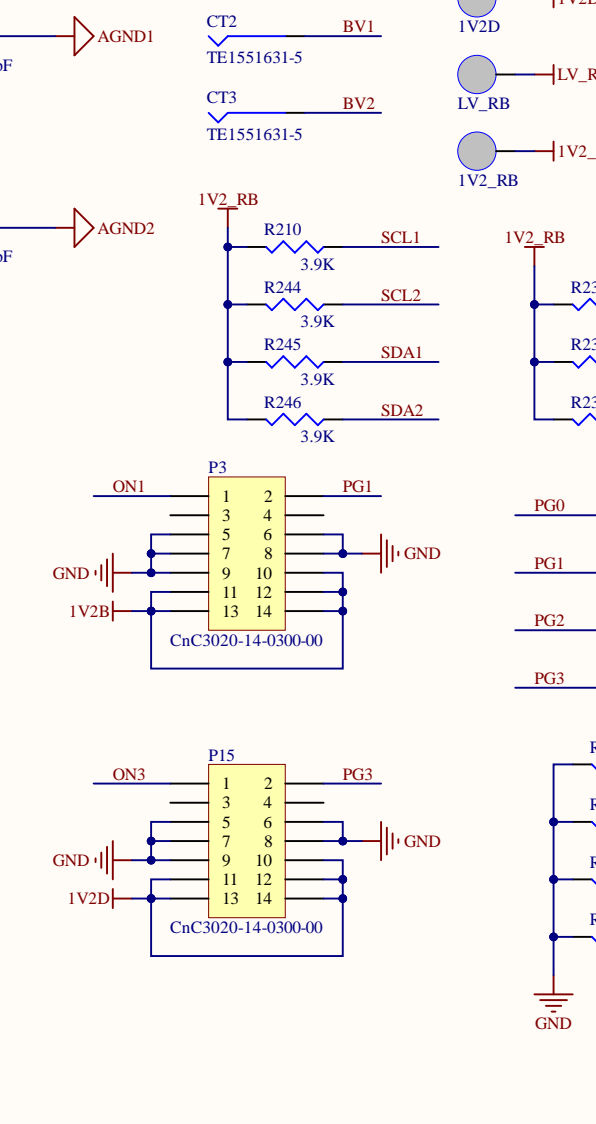 CT2 BV1
TE1551631-5
AGND1
1V2D
CT3 BV2
TE1551631-5
LV_RB
1V2_RB
1V2_RB
AGND2
R210 SCL1
3.9K
R244 SCL2
3.9K
R245 SDA1
3.9K
R246 SDA2
3.9K
1V2_RB
P3
ON1 1 2 PG1
3 4
5 6
7 8 GND
GND 9 10
11 12
1V2B 13 14
CnC3020-14-0300-00
PG0
PG1
PG2
PG3
P15
ON3 1 2 PG3
3 4
5 6
7 8 GND
GND 9 10
11 12
1V2D 13 14
CnC3020-14-0300-00
GND